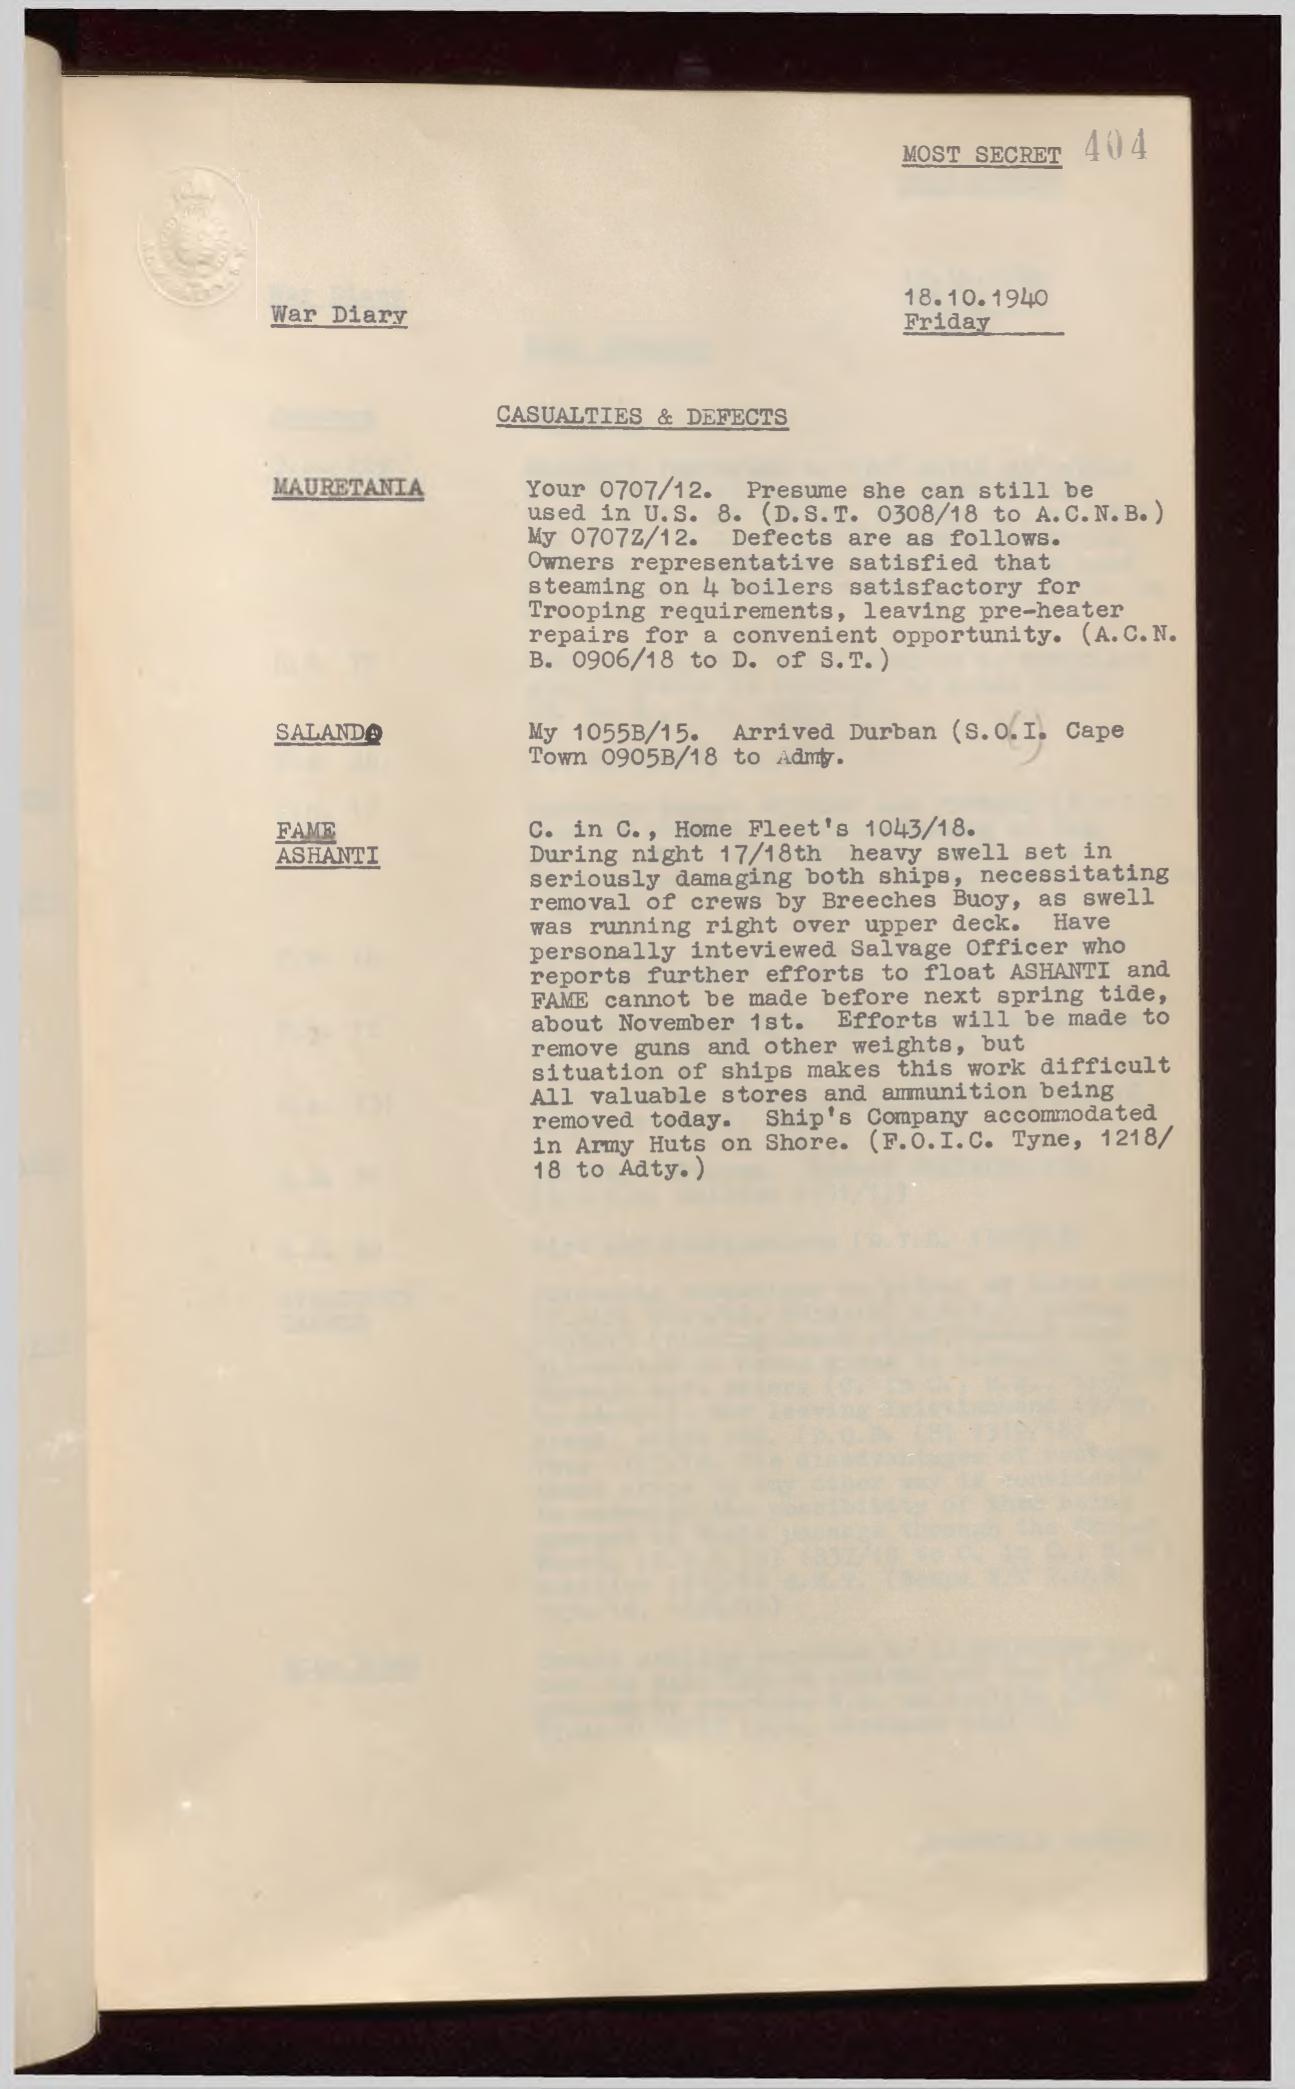 MOST SECRET 404
War Diary
18.10.1940
Friday
CASUALTIES & DEFECTS
MAURETANIA
Your 0707/12. Presume she can still be
used in U.S. 8. (D.S.T. 0308/18 to A.C.N.B.)
My 0707Z/12. Defects are as follows.
Owners representative satisfied that
steaming on 4 boilers satisfactory for
Trooping requirements, leaving pre-heater
repairs for a convenient opportunity. (A.C.N.
B. 0906/18 to D. of S.T.)
SALANDO
My 1055B/15. Arrived Durban (S.O.(I). Cape
Town 0905B/18 to Admy.
FAME
ASHANTI
C. in C., Home Fleet's 1043/18.
During night 17/18th heavy swell set in
seriously damaging both ships, necessitating
removal of crews by Breeches Buoy, as swell
was running right over upper deck. Have
personally inteviewed Salvage Officer who
reports further efforts to float ASHANTI and
FAME cannot be made before next spring tide,
about November 1st. Efforts will be made to
remove guns and other weights, but
situation of ships makes this work difficult
All valuable stores and ammunition being
removed today. Ship's Company accommodated
in Army Huts on Shore. (F.O.I.C. Tyne, 1218/
18 to Adty.)